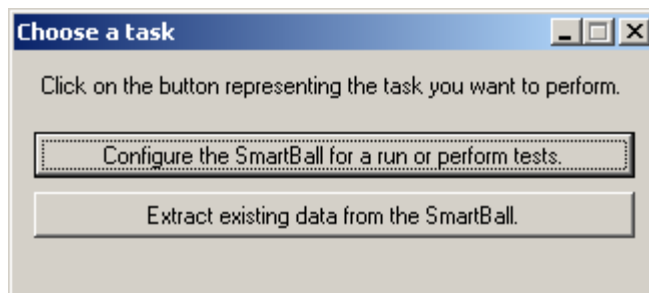 Choose a task
Click on the button representing the task you want to perform.
Configure the SmartBall for a run or perform tests.
Extract existing data from the SmartBall.